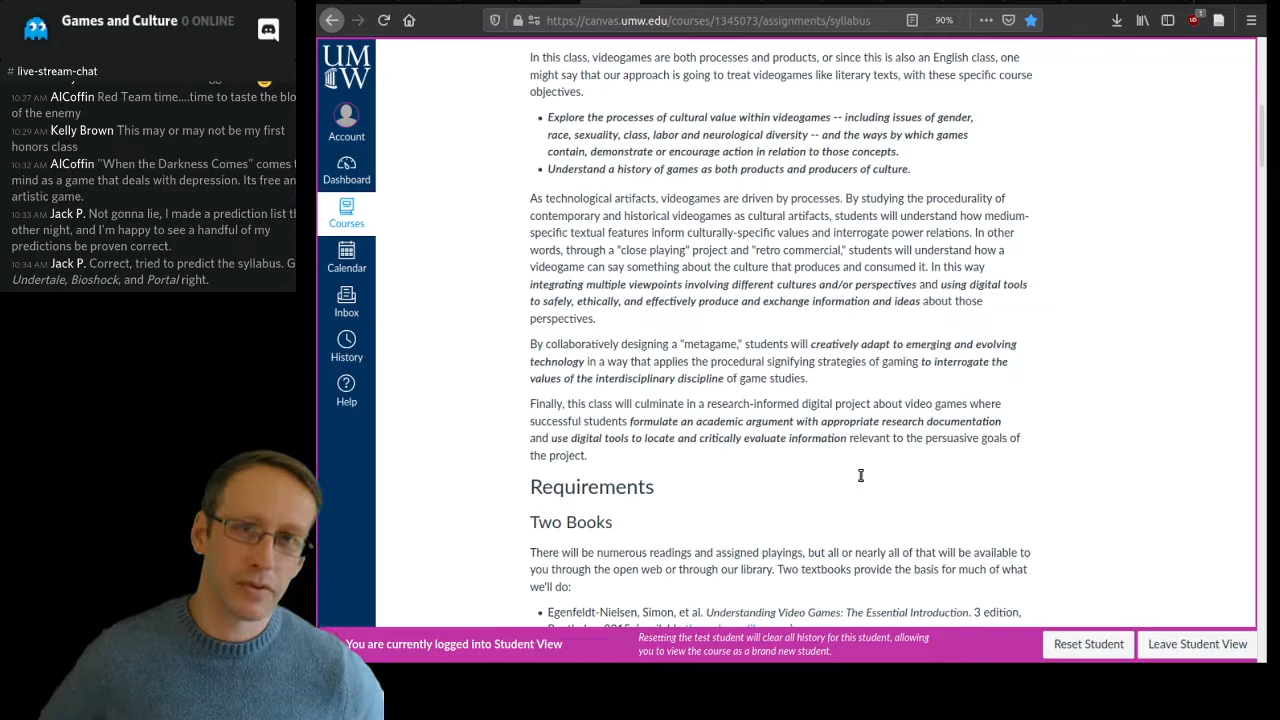 Games and Culture 0 ONLINE
# live-stream-chat
10:27 AM AlCoffin Red Team time....time to taste the blo
of the enemy
10:29 AM Kelly Brown This may or may not be my first
honors class
10:32 AM AlCoffin "When the Darkness Comes" comes t
mind as a game that deals with depression. Its free an
artistic game.
10:33 AM Jack P. Not gonna lie, I made a prediction list t
other night, and I'm happy to see a handful of my
predictions be proven correct.
10:34 AM Jack P. Correct, tried to predict the syllabus. G
Undertale, Bioshock, and Portal right.
https://canvas.umw.edu/courses/1345073/assignments/syllabus
90%
1
UMW
Account
Dashboard
Courses
Calendar
Inbox
History
Help
In this class, videogames are both processes and products, or since this is also an English class, one
might say that our approach is going to treat videogames like literary texts, with these specific course
objectives.
• Explore the processes of cultural value within videogames -- including issues of gender,
race, sexuality, class, labor and neurological diversity -- and the ways by which games
contain, demonstrate or encourage action in relation to those concepts.
• Understand a history of games as both products and producers of culture.
As technological artifacts, videogames are driven by processes. By studying the procedurality of
contemporary and historical videogames as cultural artifacts, students will understand how medium-
specific textual features inform culturally-specific values and interrogate power relations. In other
words, through a "close playing" project and "retro commercial," students will understand how a
videogame can say something about the culture that produces and consumed it. In this way
integrating multiple viewpoints involving different cultures and/or perspectives and using digital tools
to safely, ethically, and effectively produce and exchange information and ideas about those
perspectives.
By collaboratively designing a "metagame," students will creatively adapt to emerging and evolving
technology in a way that applies the procedural signifying strategies of gaming to interrogate the
values of the interdisciplinary discipline of game studies.
Finally, this class will culminate in a research-informed digital project about video games where
successful students formulate an academic argument with appropriate research documentation
and use digital tools to locate and critically evaluate information relevant to the persuasive goals of
the project.
Requirements
Two Books
There will be numerous readings and assigned playings, but all or nearly all of that will be available to
you through the open web or through our library. Two textbooks provide the basis for much of what
we'll do:
• Egenfeldt-Nielsen, Simon, et al. Understanding Video Games: The Essential Introduction. 3 edition,
You are currently logged into Student View
Resetting the test student will clear all history for this student, allowing
you to view the course as a brand new student.
Reset Student
Leave Student View